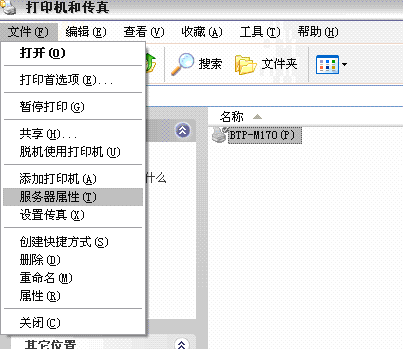 打印机和传真
文件(F) 编辑(E) 查看(V) 收藏(A) 工具(T) 帮助(H)
搜索 文件夹
打开(O)
打印首选项(E)...
暂停打印(G)
共享(H)...
脱机使用打印机(U)
添加打印机(A)
服务器属性(T)
设置传真(X)
创建快捷方式(S)
删除(D)
重命名(M)
属性(R)
关闭(C)
什么
其它位置
名称
BTP-M170(P)